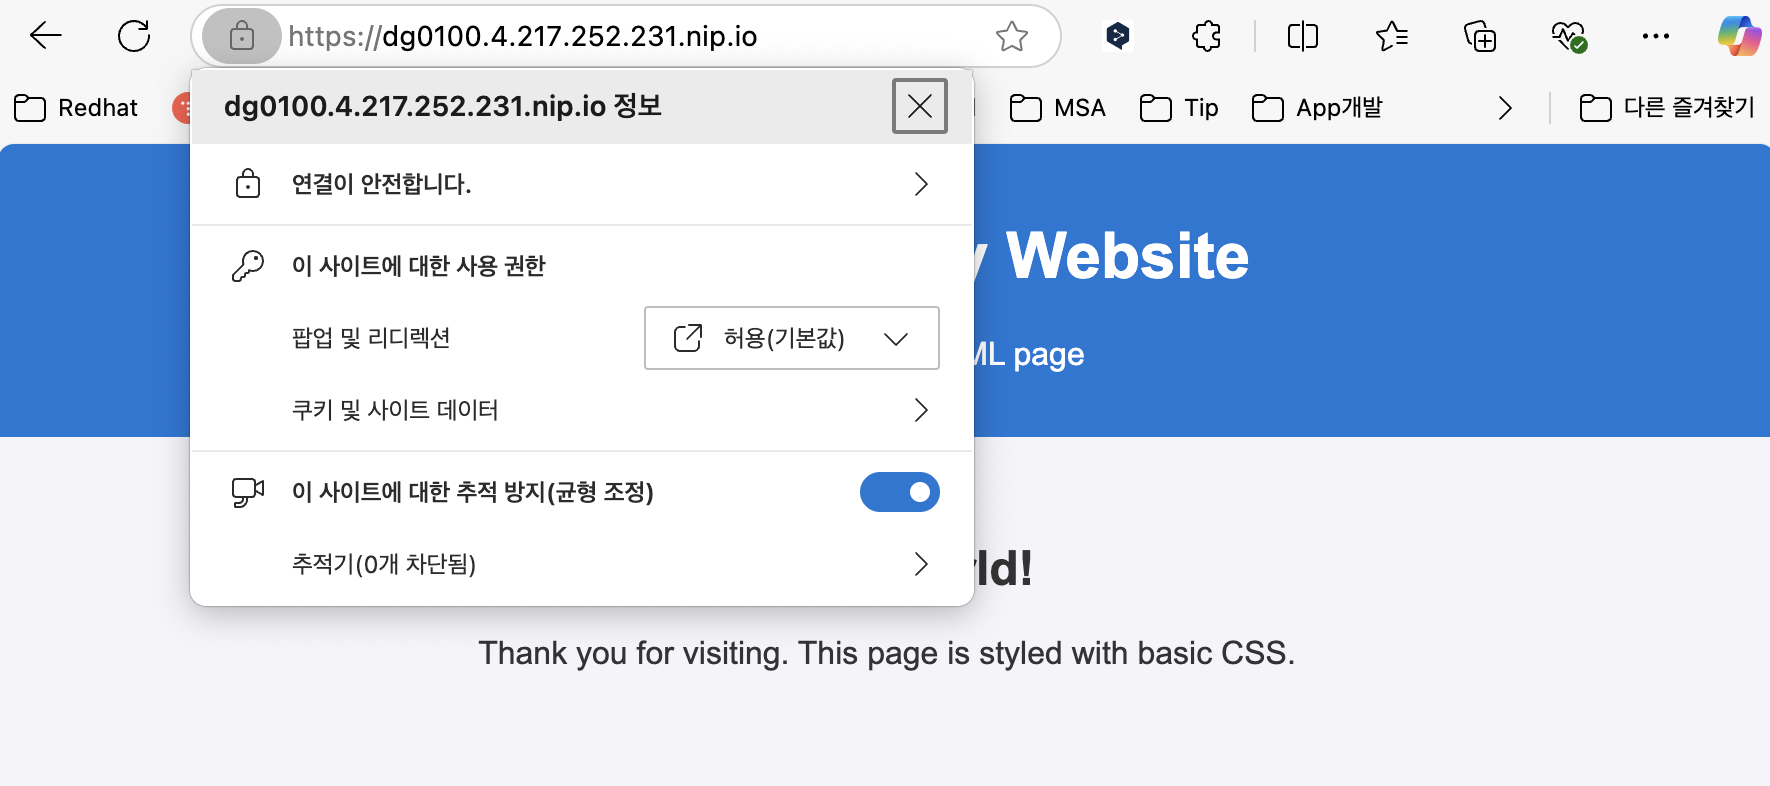 https://dg0100.4.217.252.231.nip.io
Redhat
MSA
Tip
App개발
다른 즐겨찾기
dg0100.4.217.252.231.nip.io 정보
연결이 안전합니다.
이 사이트에 대한 사용 권한
Website
팝업 및 리디렉션
허용(기본값)
ML page
쿠키 및 사이트 데이터
이 사이트에 대한 추적 방지(균형 조정)
추적기(0개 차단됨)
rld!
Thank you for visiting. This page is styled with basic CSS.